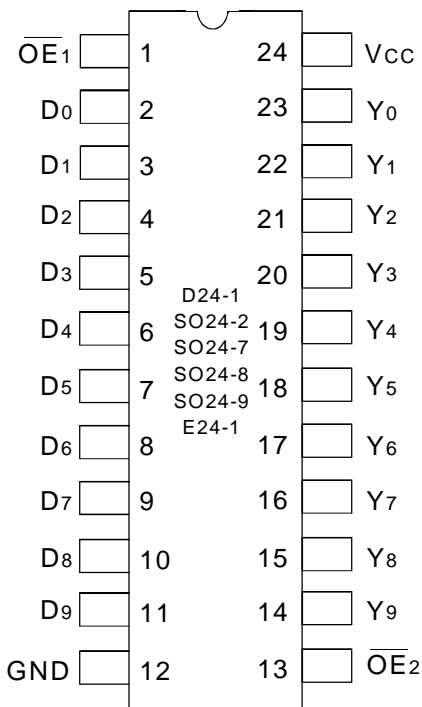 O̅E̅1 1 24 VCC
D0 2 23 Y0
D1 3 22 Y1
D2 4 21 Y2
D3 5 20 Y3
D24-1
SO24-2
D4 6 19 Y4
SO24-7
SO24-8
D5 7 18 Y5
SO24-9
E24-1
D6 8 17 Y6
D7 9 16 Y7
D8 10 15 Y8
D9 11 14 Y9
GND 12 13 O̅E̅2